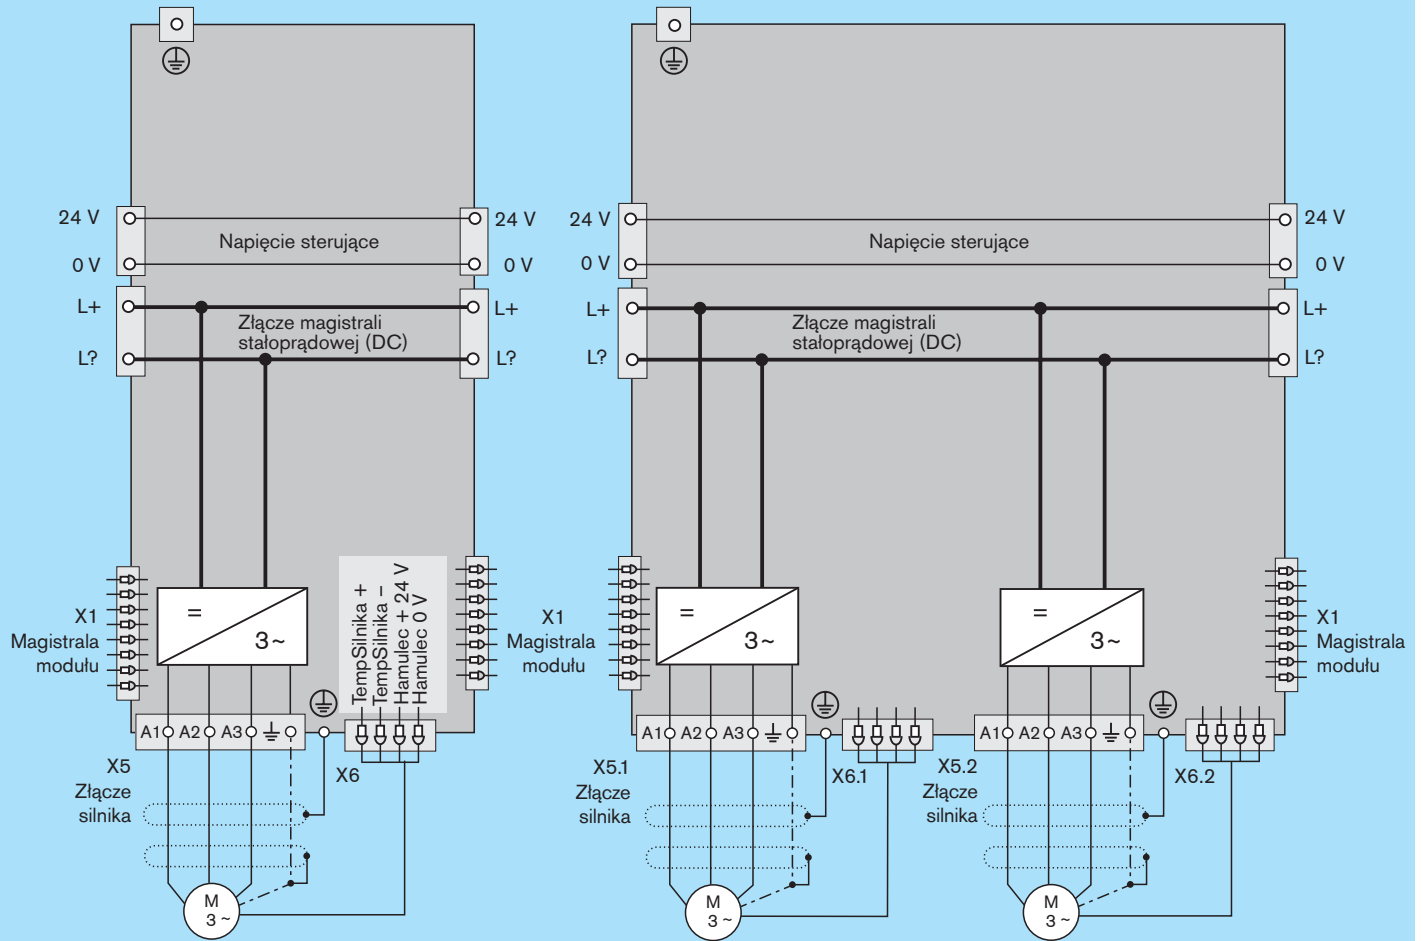 24 V
24 V
Napięcie sterujące
0 V
0 V
L+
L+
Złącze magistrali
stałoprądowej (DC)
L?
L?
TempSilnika +
TempSilnika –
Hamulec + 24 V
Hamulec 0 V
X1
Magistrala
modułu
=
3~
A1
A2
A3
X5
Złącze
silnika
X6
M
3 ~
24 V
24 V
Napięcie sterujące
0 V
0 V
L+
L+
Złącze magistrali
stałoprądowej (DC)
L?
L?
X1
Magistrala
modułu
=
3~
=
3~
X1
Magistrala
modułu
A1
A2
A3
A1
A2
A3
X5.1
Złącze
silnika
X6.1
X5.2
Złącze
silnika
X6.2
M
3 ~
M
3 ~